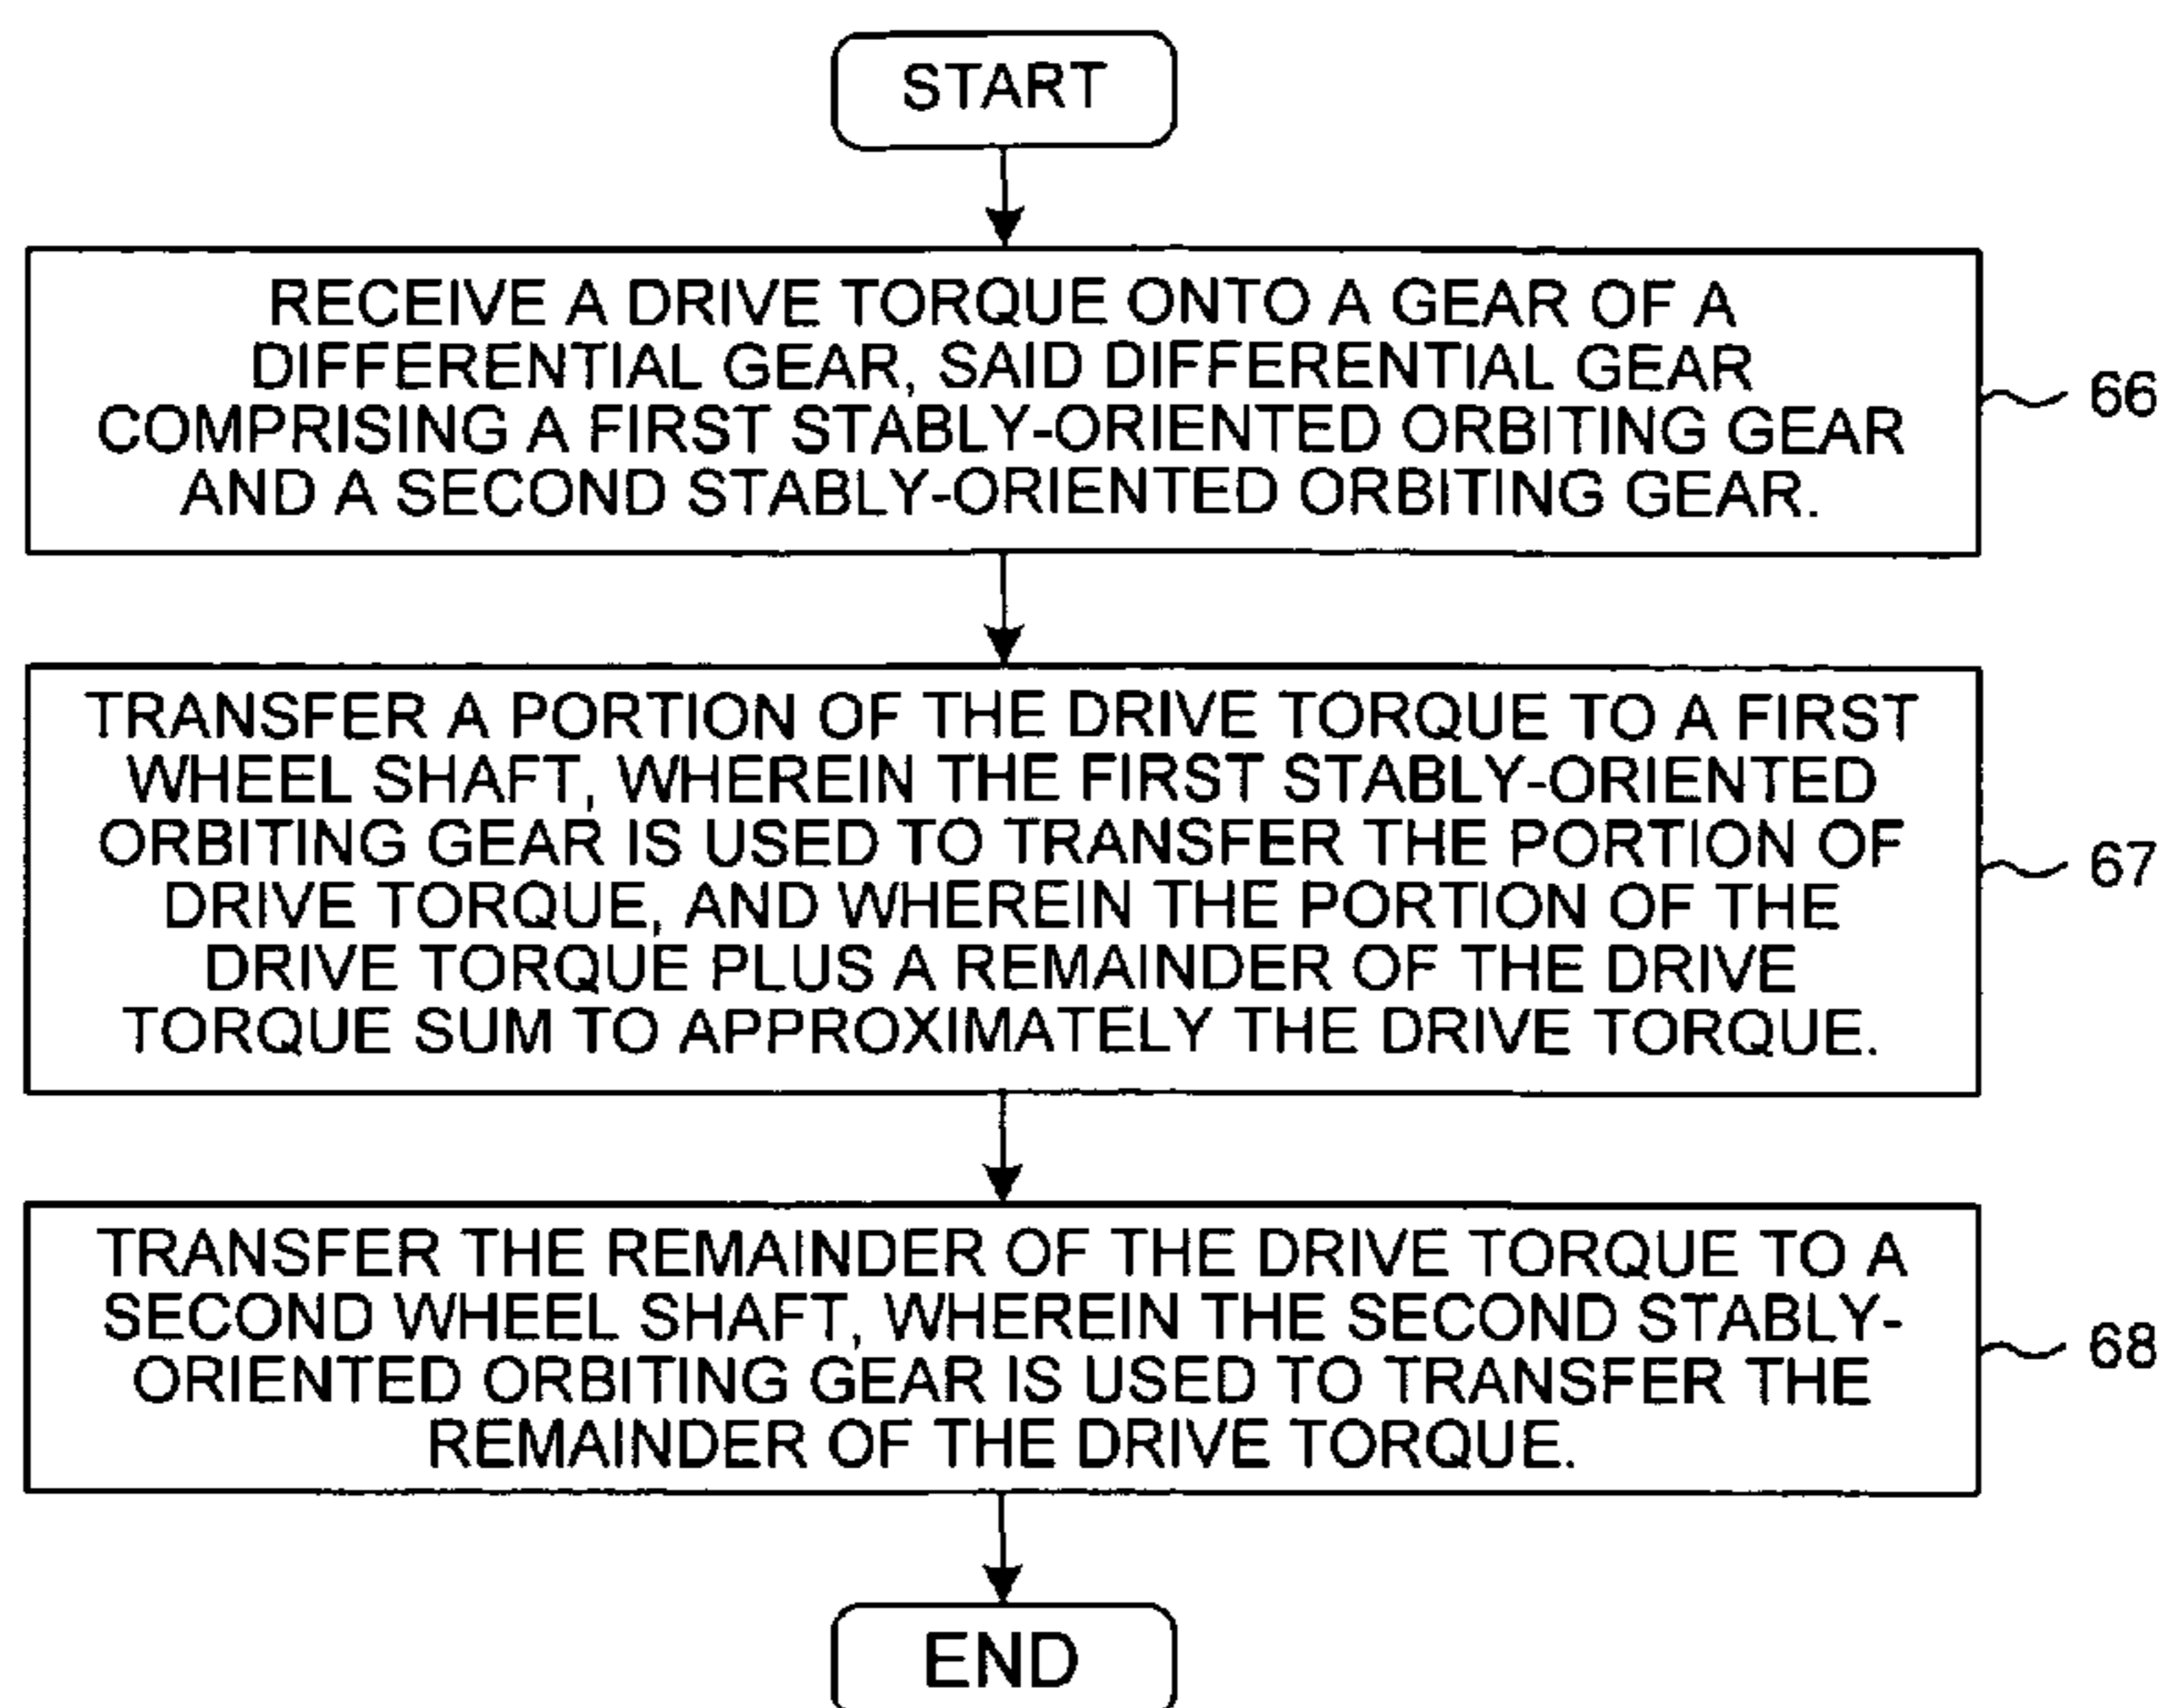 START
RECEIVE A DRIVE TORQUE ONTO A GEAR OF A
DIFFERENTIAL GEAR, SAID DIFFERENTIAL GEAR
COMPRISING A FIRST STABLY-ORIENTED ORBITING GEAR
AND A SECOND STABLY-ORIENTED ORBITING GEAR.
66
TRANSFER A PORTION OF THE DRIVE TORQUE TO A FIRST
WHEEL SHAFT, WHEREIN THE FIRST STABLY-ORIENTED
ORBITING GEAR IS USED TO TRANSFER THE PORTION OF
DRIVE TORQUE, AND WHEREIN THE PORTION OF THE
DRIVE TORQUE PLUS A REMAINDER OF THE DRIVE
TORQUE SUM TO APPROXIMATELY THE DRIVE TORQUE.
67
TRANSFER THE REMAINDER OF THE DRIVE TORQUE TO A
SECOND WHEEL SHAFT, WHEREIN THE SECOND STABLY-
ORIENTED ORBITING GEAR IS USED TO TRANSFER THE
REMAINDER OF THE DRIVE TORQUE.
68
END